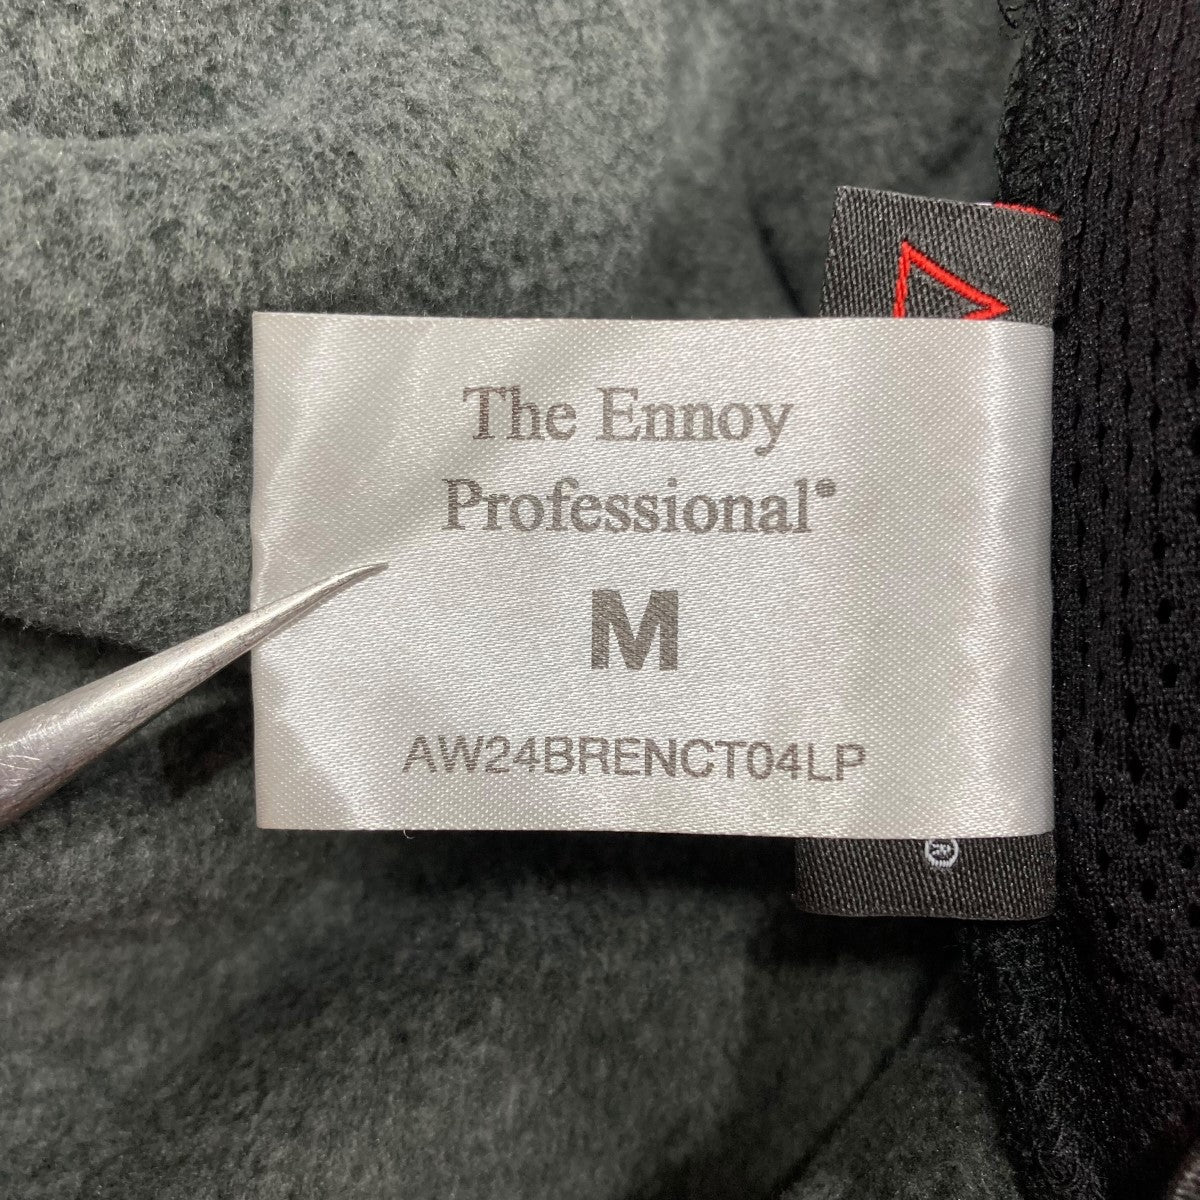 The Ennoy
Professional®
M
AW24BRENCT04LP
®